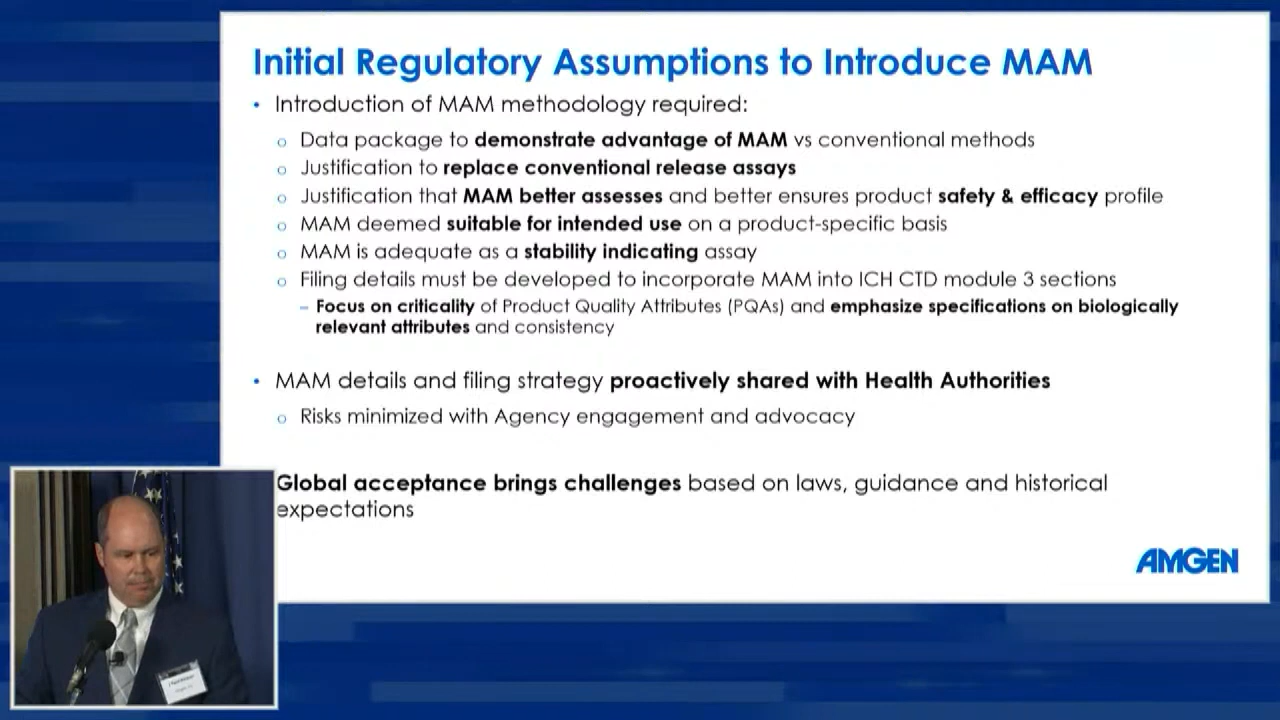 Initial Regulatory Assumptions to Introduce MAM
• Introduction of MAM methodology required:
o Data package to demonstrate advantage of MAM vs conventional methods
o Justification to replace conventional release assays
o Justification that MAM better assesses and better ensures product safety & efficacy profile
o MAM deemed suitable for intended use on a product-specific basis
o MAM is adequate as a stability indicating assay
o Filing details must be developed to incorporate MAM into ICH CTD module 3 sections
– Focus on criticality of Product Quality Attributes (PQAs) and emphasize specifications on biologically
relevant attributes and consistency
• MAM details and filing strategy proactively shared with Health Authorities
o Risks minimized with Agency engagement and advocacy
Global acceptance brings challenges based on laws, guidance and historical
expectations
AMGEN